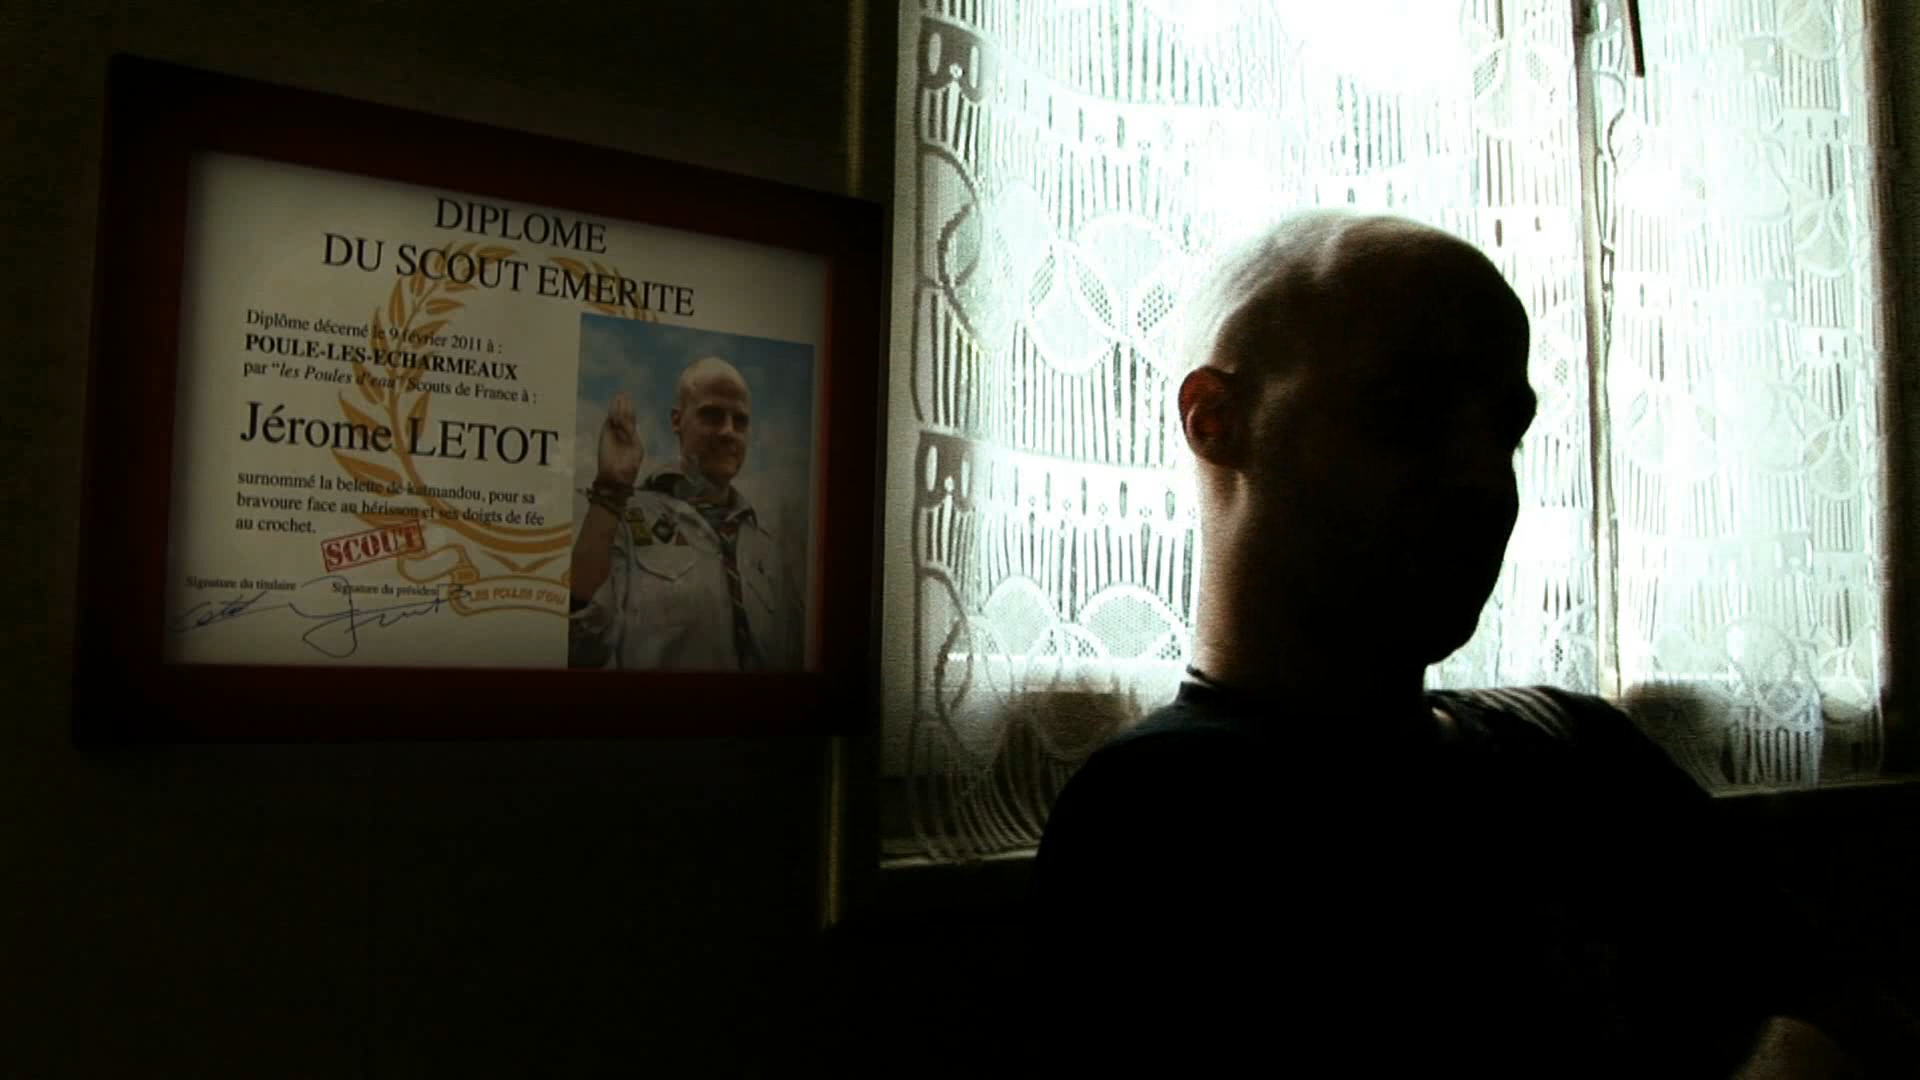 DIPLOME
DU SCOUT EMERITE
Diplôme décerné le 9 février 2011 à :
POULE-LES-ECHARMEAUX
par "les Poules d'eau" Scouts de France à :
Jérome LETOT
surnommé la belette de katmandou, pour sa
bravoure face au hérisson et ses doigts de fée
au crochet.
SCOUT
Signature du titulaire
Signature du président
LES POULES D'EAU